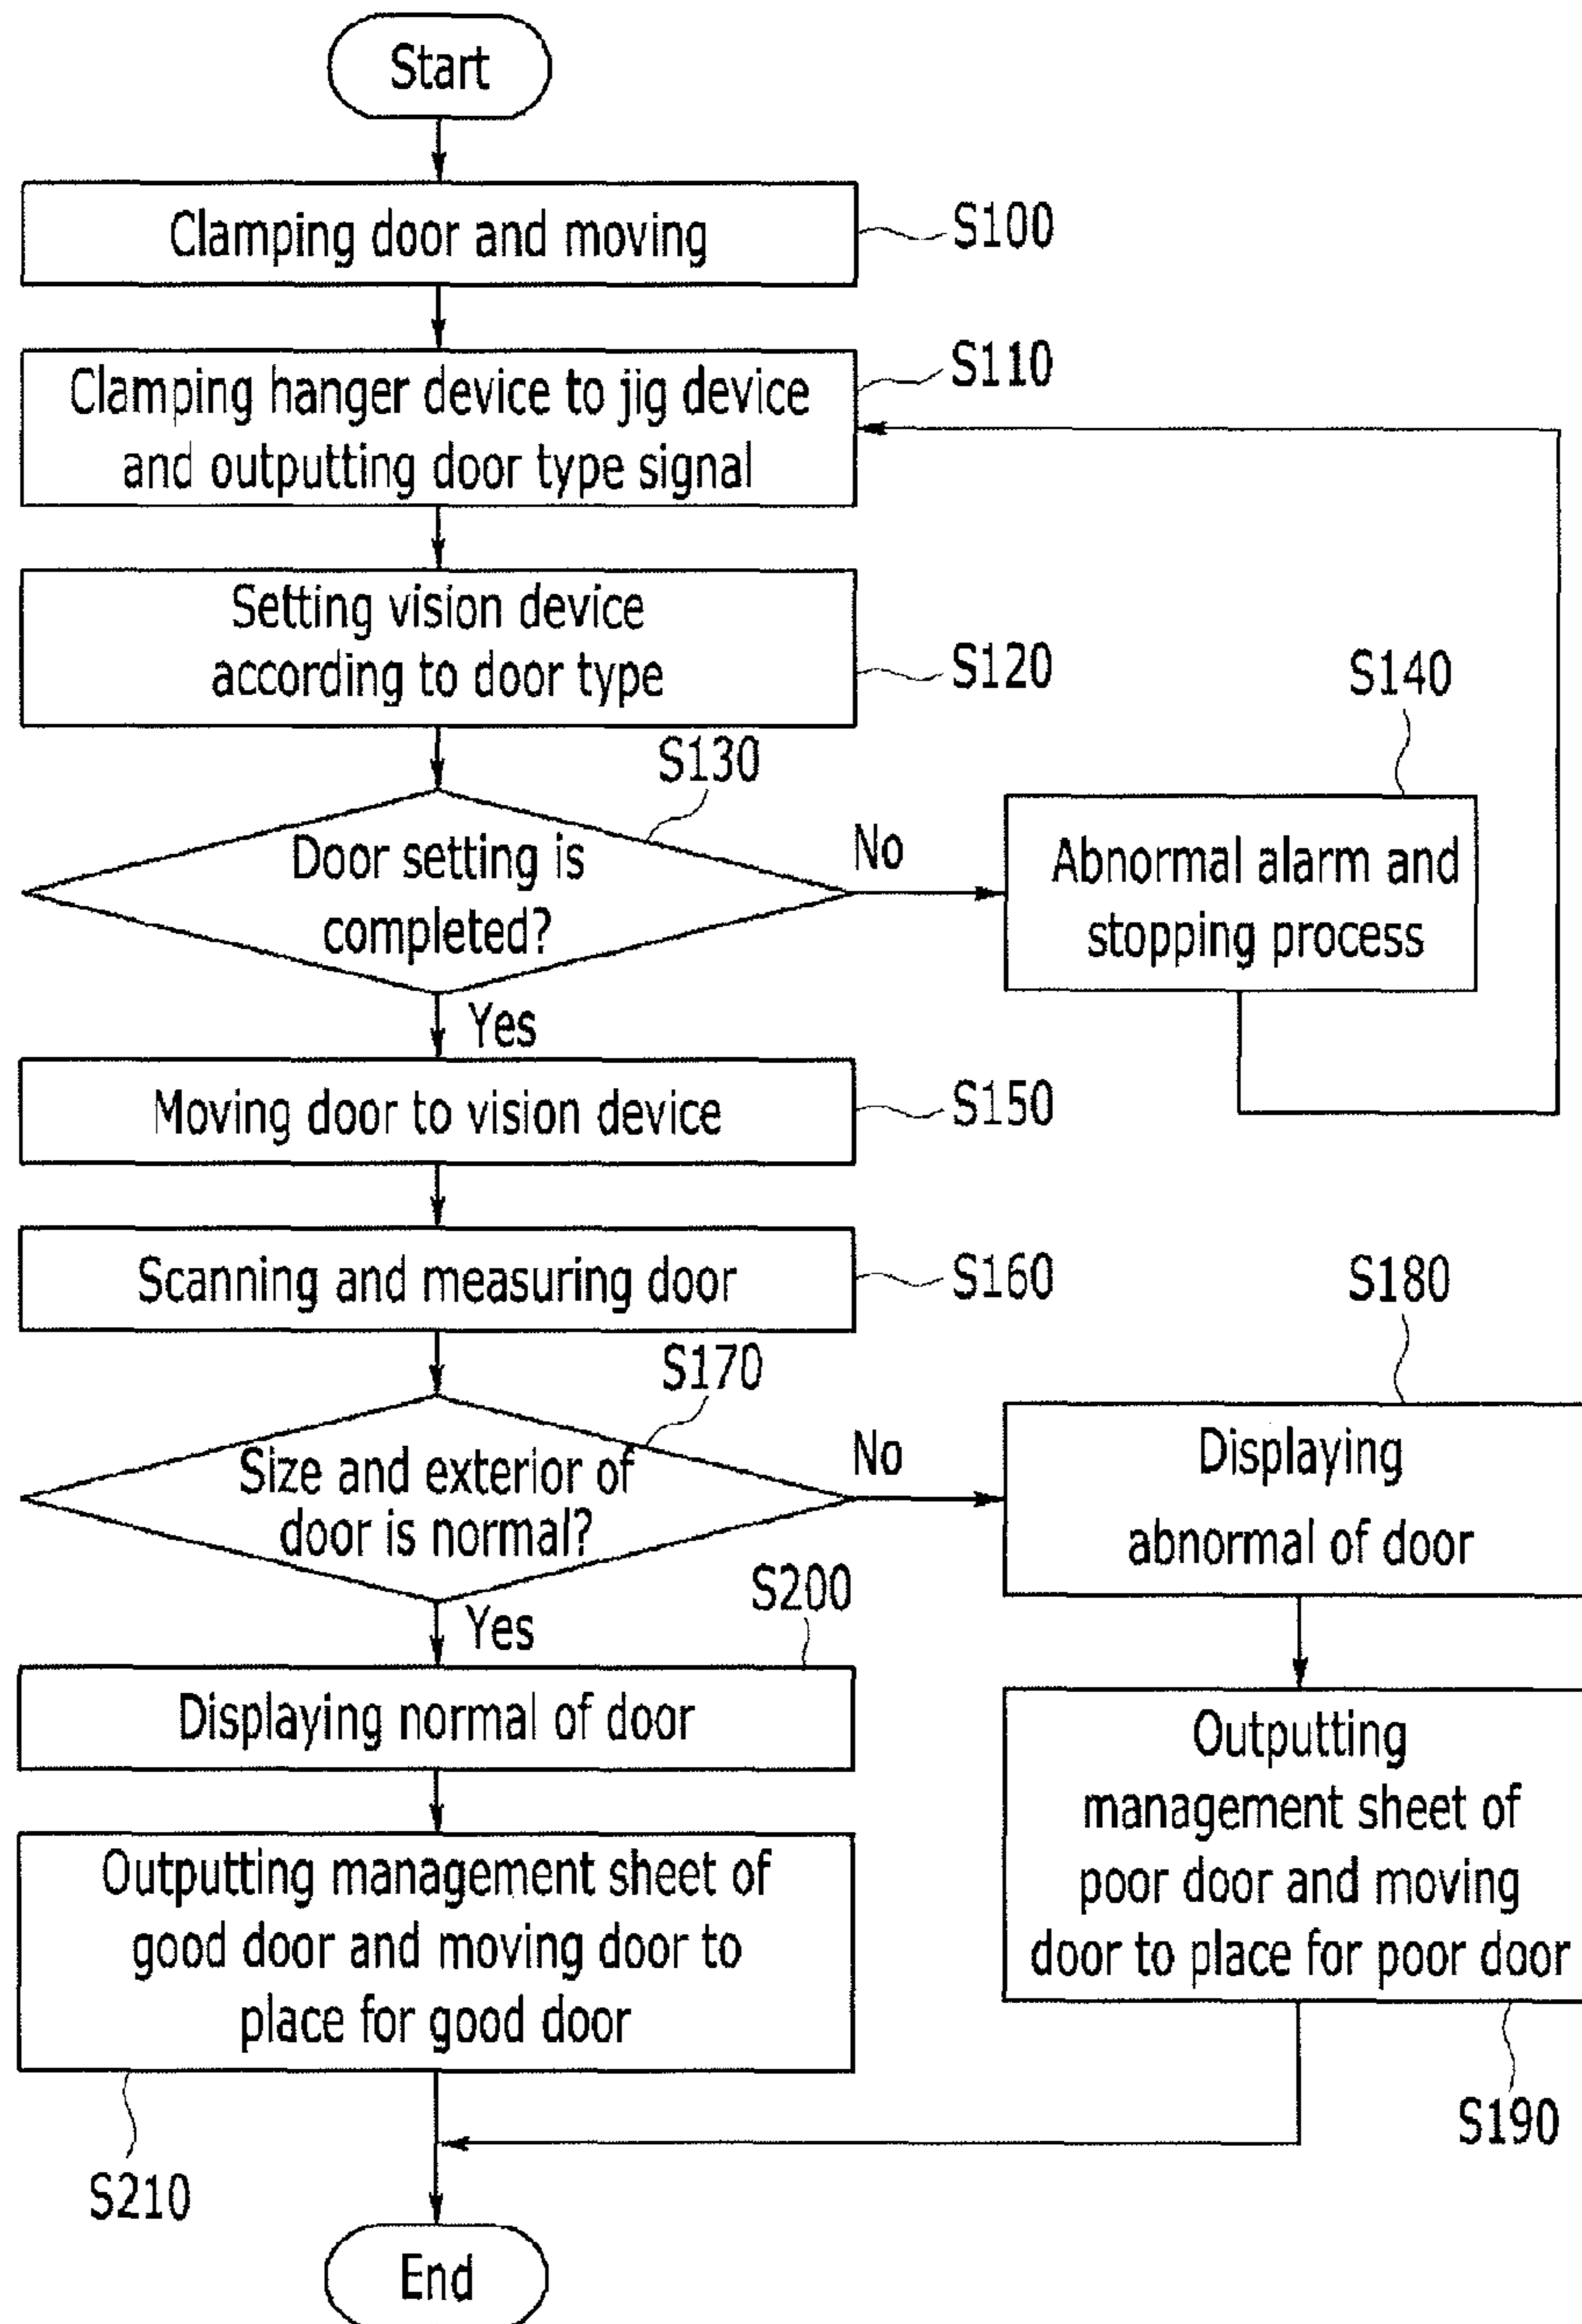 Start
Clamping door and moving
S100
Clamping hanger device to jig device
and outputting door type signal
S110
Setting vision device
according to door type
S120
S130
Door setting is
completed?
No
S140
Abnormal alarm and
stopping process
Yes
Moving door to vision device
S150
Scanning and measuring door
S160
S170
Size and exterior of
door is normal?
No
S180
Displaying
abnormal of door
Yes
S200
Displaying normal of door
Outputting
management sheet of
poor door and moving
door to place for poor door
S190
Outputting management sheet of
good door and moving door to
place for good door
S210
End